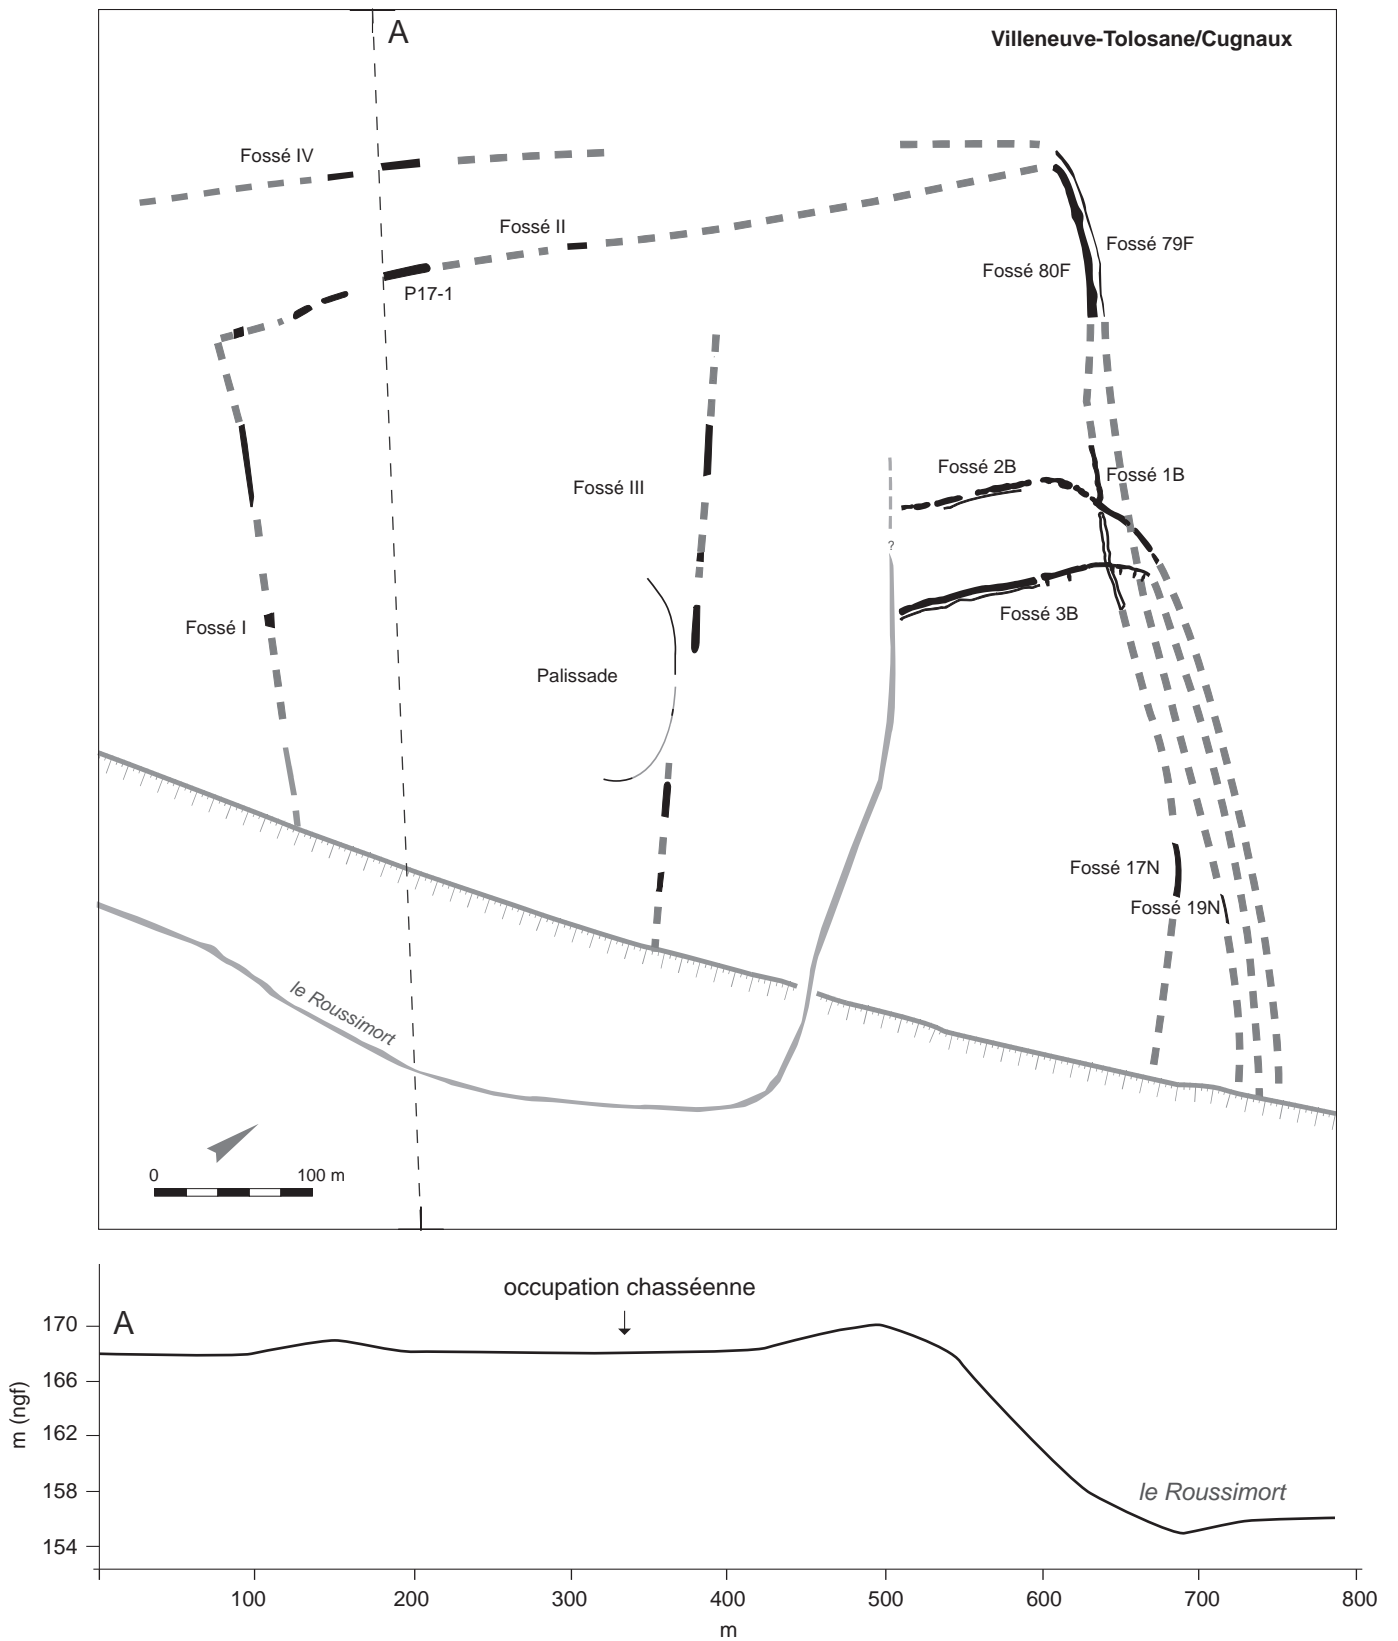 A
Villeneuve-Tolosane/Cugnaux
Fossé IV
Fossé II
Fossé 79F
Fossé 80F
P17-1
Fossé 2B
Fossé 1B
Fossé III
?
Fossé 3B
Fossé I
Palissade
Fossé 17N
Fossé 19N
le Roussimort
0 100 m
occupation chasséenne
A
170
166
162
158
154
m (ngf)
le Roussimort
100 200 300 400 500 600 700 800
m